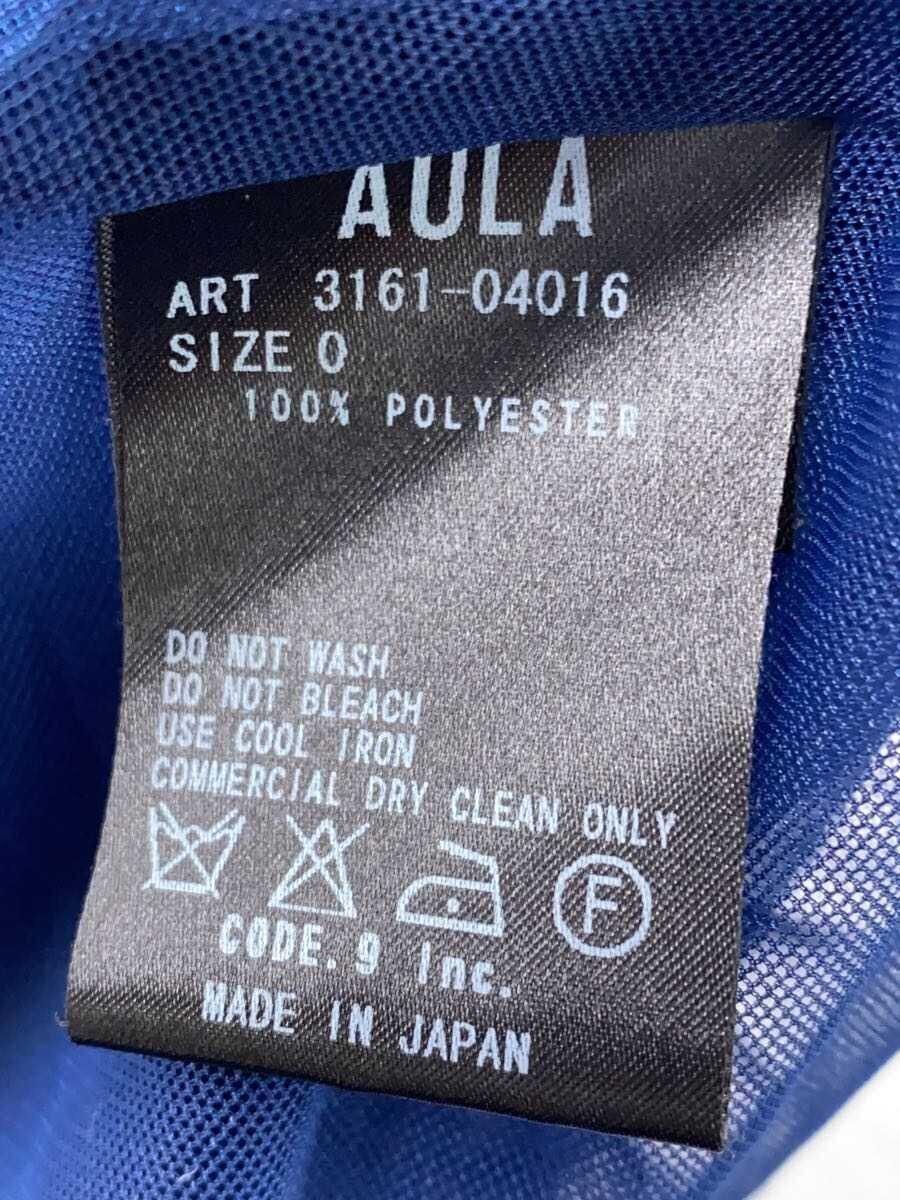 AULA
ART 3161-04016
SIZE 0
100% POLYESTER
DO NOT WASH
DO NOT BLEACH
USE COOL IRON
COMMERCIAL DRY CLEAN ONLY
F
CODE.9 Inc.
MADE IN JAPAN